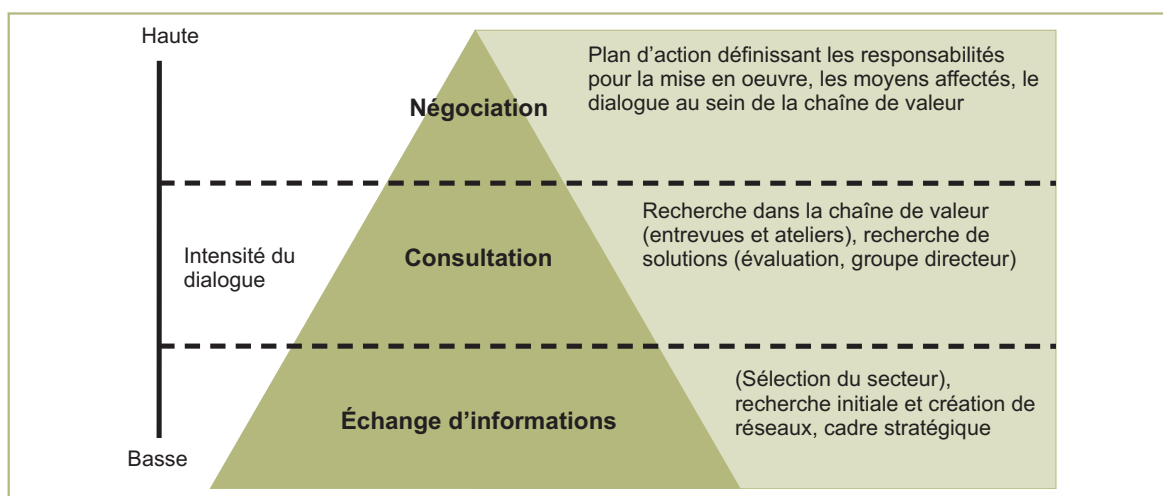 Haute
Plan d'action définissant les responsabilités
pour la mise en oeuvre, les moyens affectés, le
dialogue au sein de la chaîne de valeur
Négociation
Recherche dans la chaîne de valeur
(entrevues et ateliers), recherche de
solutions (évaluation, groupe directeur)
Intensité du
dialogue
Consultation
(Sélection du secteur),
recherche initiale et création de
réseaux, cadre stratégique
Échange d'informations
Basse